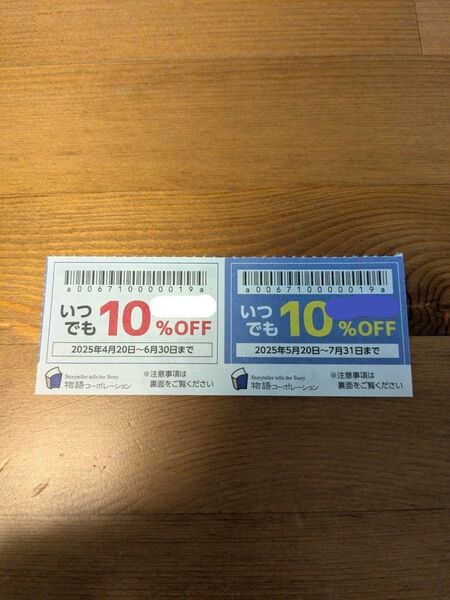 a0067100000019a
いつでも10%OFF
2025年4月20日～6月30日まで
Storyteller tells the Story
物語コーポレーション
※注意事項は
裏面をご覧ください
a0067100000019a
いつでも10%OFF
2025年5月20日～7月31日まで
Storyteller tells the Story
物語コーポレーション
※注意事項は
裏面をご覧ください